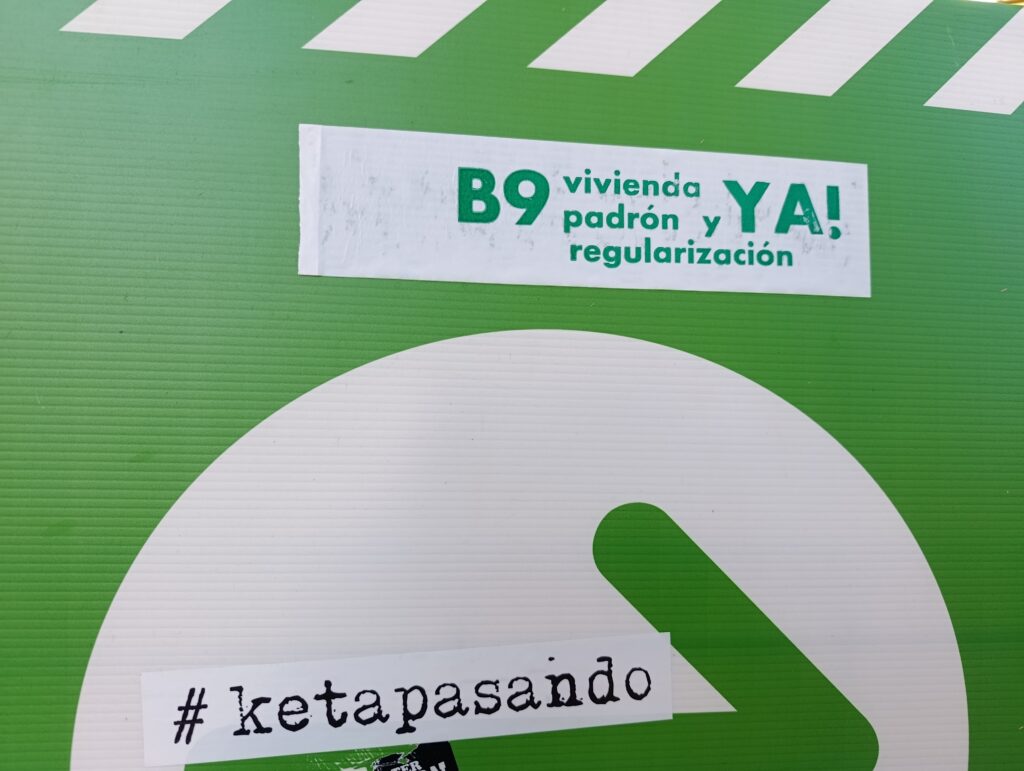 B9 vivienda YA!
padrón y
regularización
#ketapasando